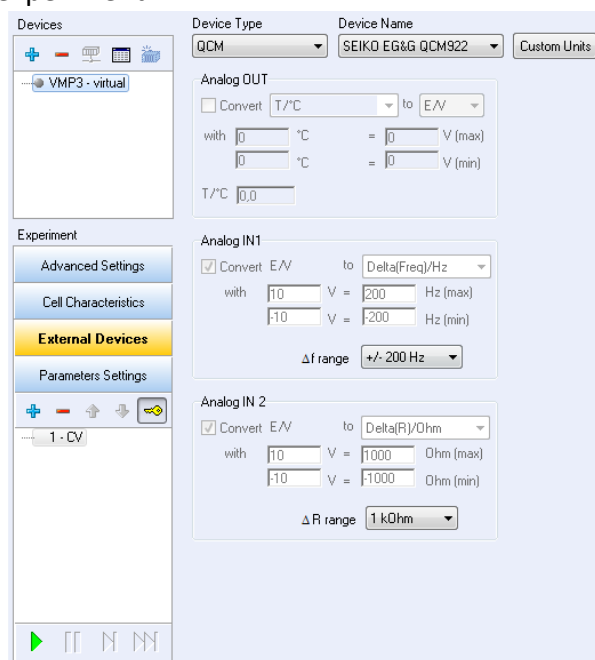 Devices
VMP3 - virtual
Experiment
Advanced Settings
Cell Characteristics
External Devices
Parameters Settings
1 - CV
Device Type
Device Name
QCM
SEIKO EG&G QCM922
Custom Units
Analog OUT
Convert T/°C to E/V
with 0 °C = 0 V (max)
0 °C = 0 V (min)
T/°C 0,0
Analog IN1
Convert E/V to Delta(Freq)/Hz
with 10 V = 200 Hz (max)
-10 V = -200 Hz (min)
Δf range +/- 200 Hz
Analog IN 2
Convert E/V to Delta(R)/Ohm
with 10 V = 1000 Ohm (max)
-10 V = -1000 Ohm (min)
Δ R range 1 kOhm